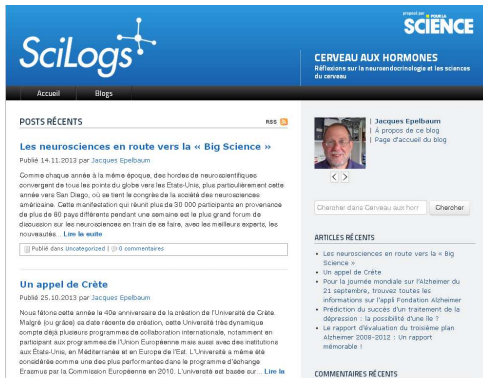 proposé par POUR LA
SCIENCE
SciLogs
CERVEAU AUX HORMONES
Réflexions sur la neuroendocrinologie et les sciences
du cerveau
Accueil Blogs
POSTS RÉCENTS RSS
Les neurosciences en route vers la « Big Science »
Publié 14.11.2013 par Jacques Epelbaum
Comme chaque année à la même époque, des hordes de neuroscientifiques
convergent de tous les points du globe vers les États-Unis, plus particulièrement cette
année vers San Diego, où se tient le congrès de la société des neurosciences
américaine. Cette manifestation qui réunit plus de 30 000 participants en provenance
de plus de 80 pays différents pendant une semaine est le plus grand forum de
discussion sur les neurosciences en train de se faire, avec les meilleurs experts, les
nouveautés... Lire la suite
Publié dans Uncategorized | 0 commentaires
Un appel de Crète
Publié 25.10.2013 par Jacques Epelbaum
Nous fêtons cette année le 40e anniversaire de la création de l'Université de Crète.
Malgré (ou grâce) sa date récente de création, cette Université très dynamique
compte déjà plusieurs programmes de collaboration internationale, notamment en
participant aux programmes de l'Union Européenne mais aussi avec des institutions
aux États-Unis, en Méditerranée et en Europe de l'Est. L'Université a même été
considérée comme une des plus performantes dans le programme d'échange
Erasmus par la Commission Européenne en 2010. L'université est basée sur... Lire la
| Jacques Epelbaum
| À propos de ce blog
| Page d'accueil du blog
< >
Chercher dans Cerveau aux horm Chercher
ARTICLES RÉCENTS
• Les neurosciences en route vers la « Big
Science »
• Un appel de Crète
• Pour la journée mondiale sur l'Alzheimer du
21 septembre, trouvez toutes les
informations sur l'appli Fondation Alzheimer
• Prédiction du succès d'un traitement de la
dépression : la possibilité d'une île ?
• Le rapport d'évaluation du troisième plan
Alzheimer 2008-2012 : Un rapport
mémorable !
COMMENTAIRES RÉCENTS